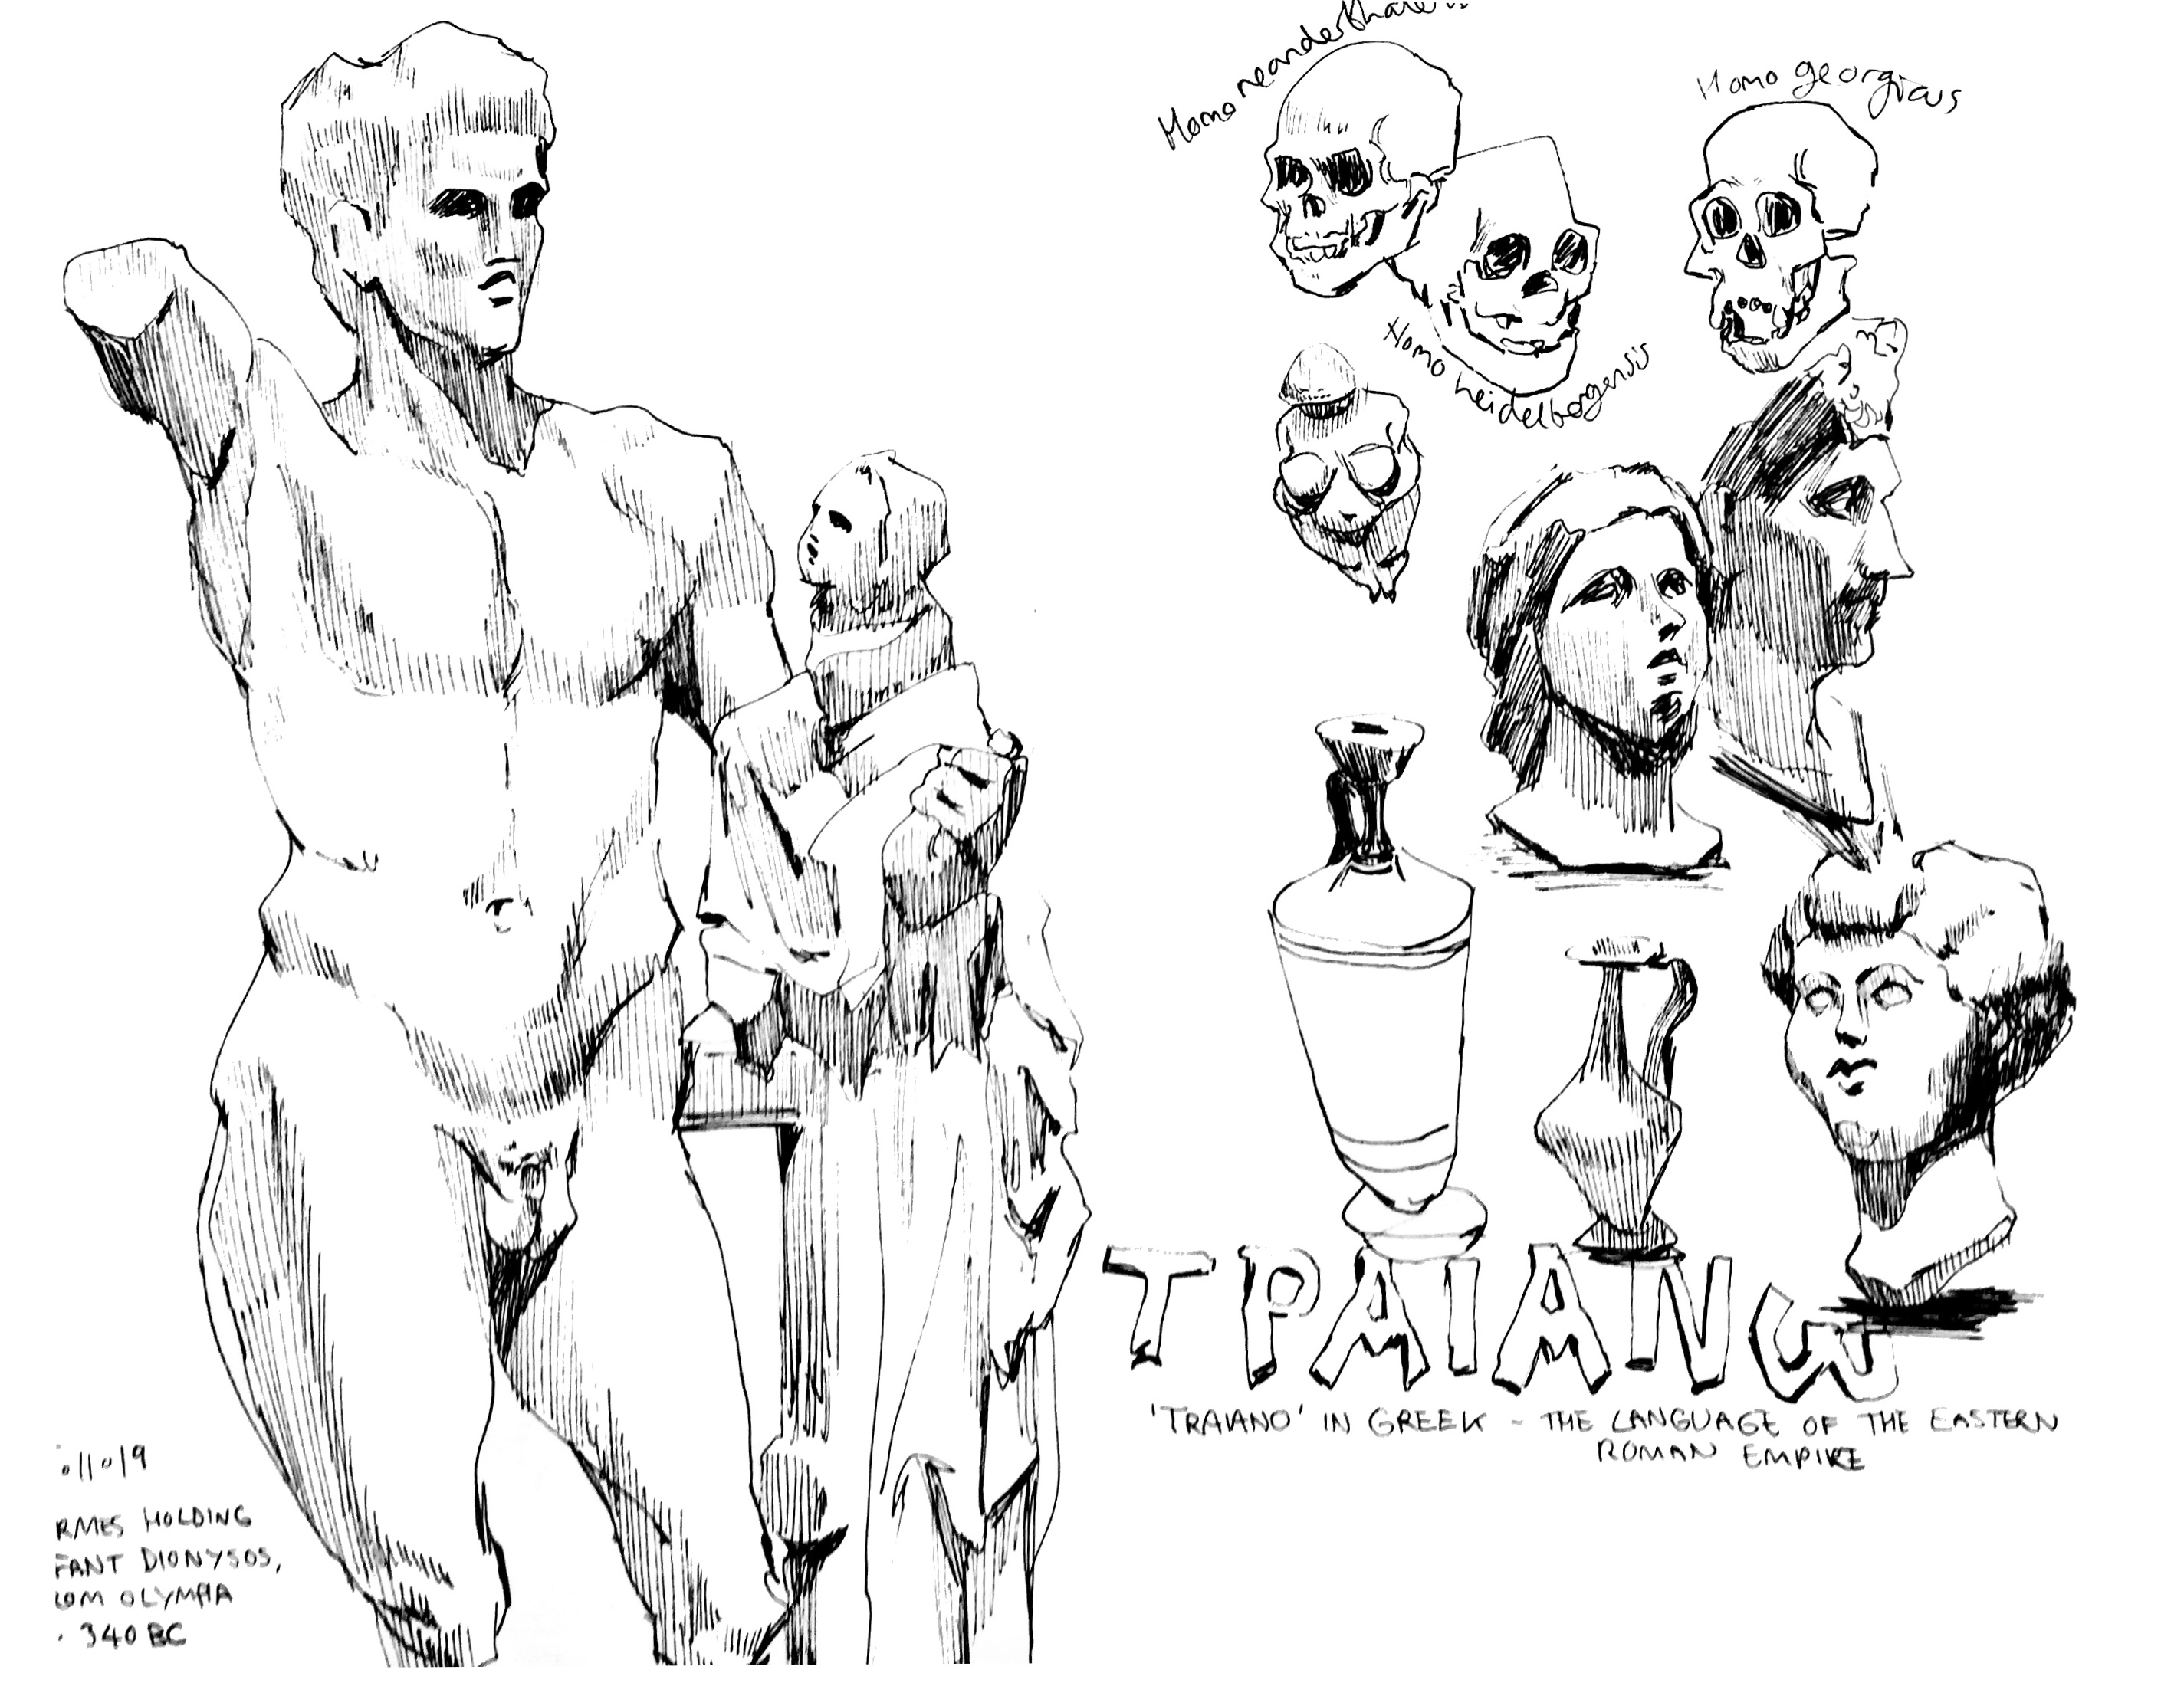 Homo
Homo georgicus
Homo heidelbergensis
ΤΡΑΙΑΝω
'TRAIANO' IN GREEK - THE LANGUAGE OF THE EASTERN
ROMAN EMPIRE
RMES HOLDING
FANT DIONYSOS,
OM OLYMPIA
. 340 BC